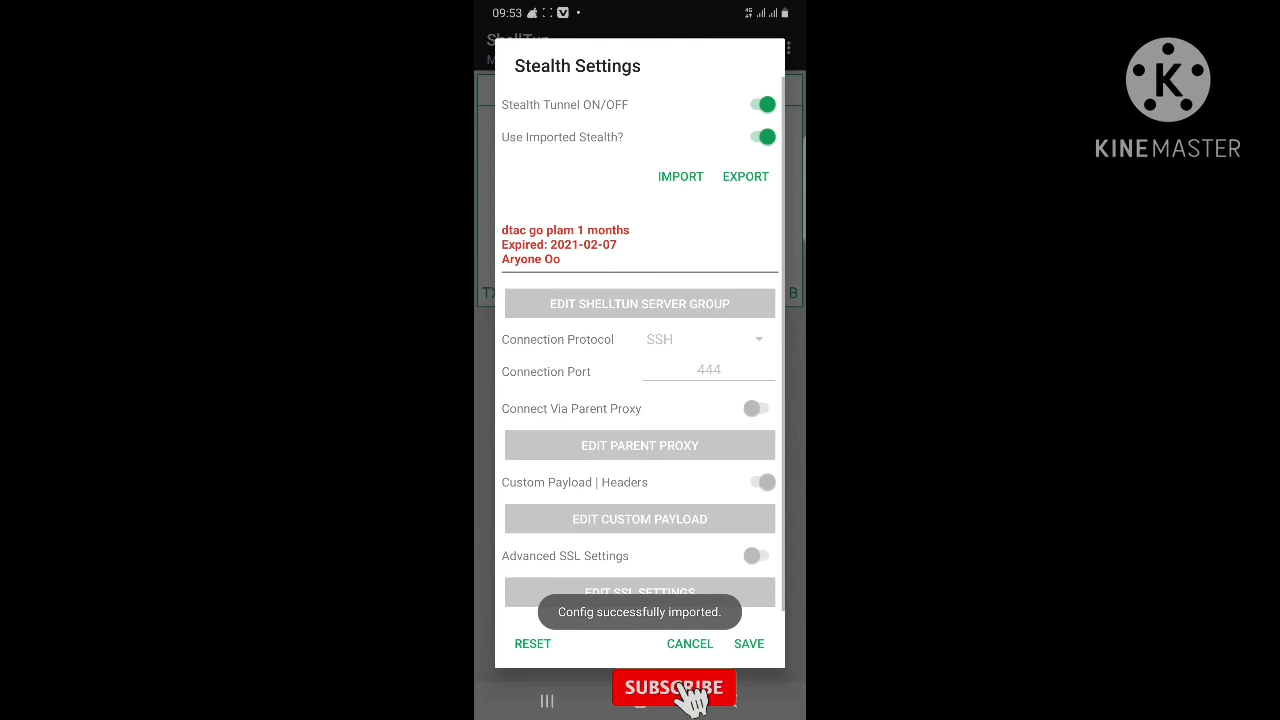 09:53
4G
ShellTun
Stealth Settings
Stealth Tunnel ON/OFF
Use Imported Stealth?
IMPORT EXPORT
dtac go plam 1 months
Expired: 2021-02-07
Aryone Oo
TX
B
EDIT SHELLTUN SERVER GROUP
Connection Protocol SSH
Connection Port 444
Connect Via Parent Proxy
EDIT PARENT PROXY
Custom Payload | Headers
EDIT CUSTOM PAYLOAD
Advanced SSL Settings
EDIT SSL SETTINGS
Config successfully imported.
RESET CANCEL SAVE
SUBSCRIBE
K
KINEMASTER